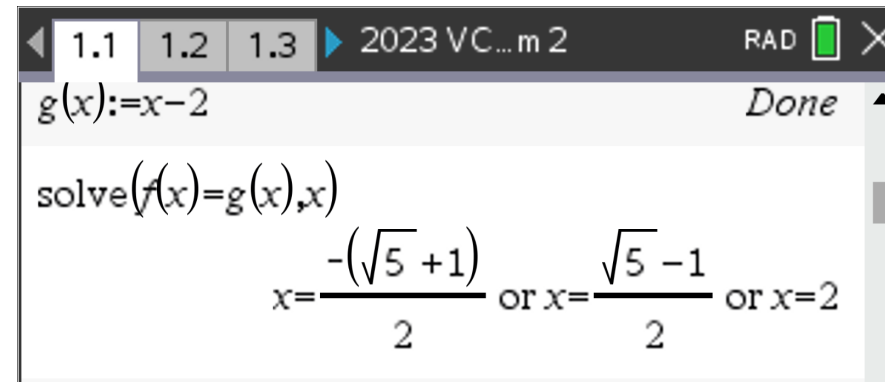 1.1 1.2 1.3 2023 VC…m 2 RAD
g(x):=x−2 Done
solve(f(x)=g(x),x)
x=-(√5+1)/2 or x=(√5−1)/2 or x=2